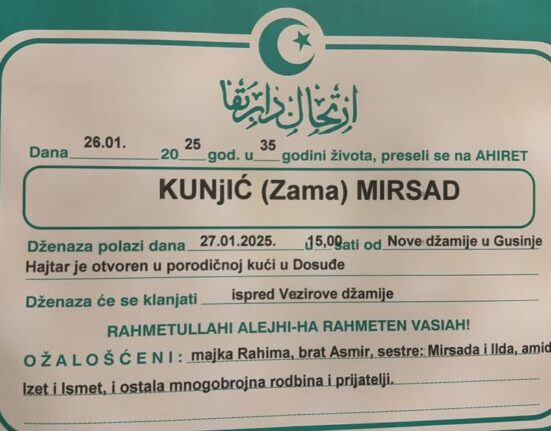 ارتحال دار بقا
Dana 26.01. 2025 god. u 35 godini života, preseli se na AHIRET
KUNjIĆ (Zama) MIRSAD
Dženaza polazi dana 27.01.2025. u 15,00 sati od Nove džamije u Gusinje
Hajtar je otvoren u porodičnoj kući u Dosuđe
Dženaza će se klanjati ispred Vezirove džamije
RAHMETULLAHI ALEJHI-HA RAHMETEN VASIAH!
OŽALOŠĆENI: majka Rahima, brat Asmir, sestre: Mirsada i Ilda, amid
Izet i Ismet, i ostala mnogobrojna rodbina i prijatelji.